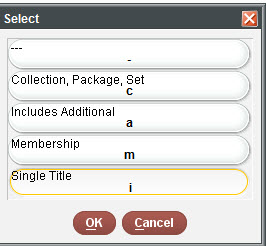 Select
---
-
Collection, Package, Set
c
Includes Additional
a
Membership
m
Single Title
i
OK Cancel